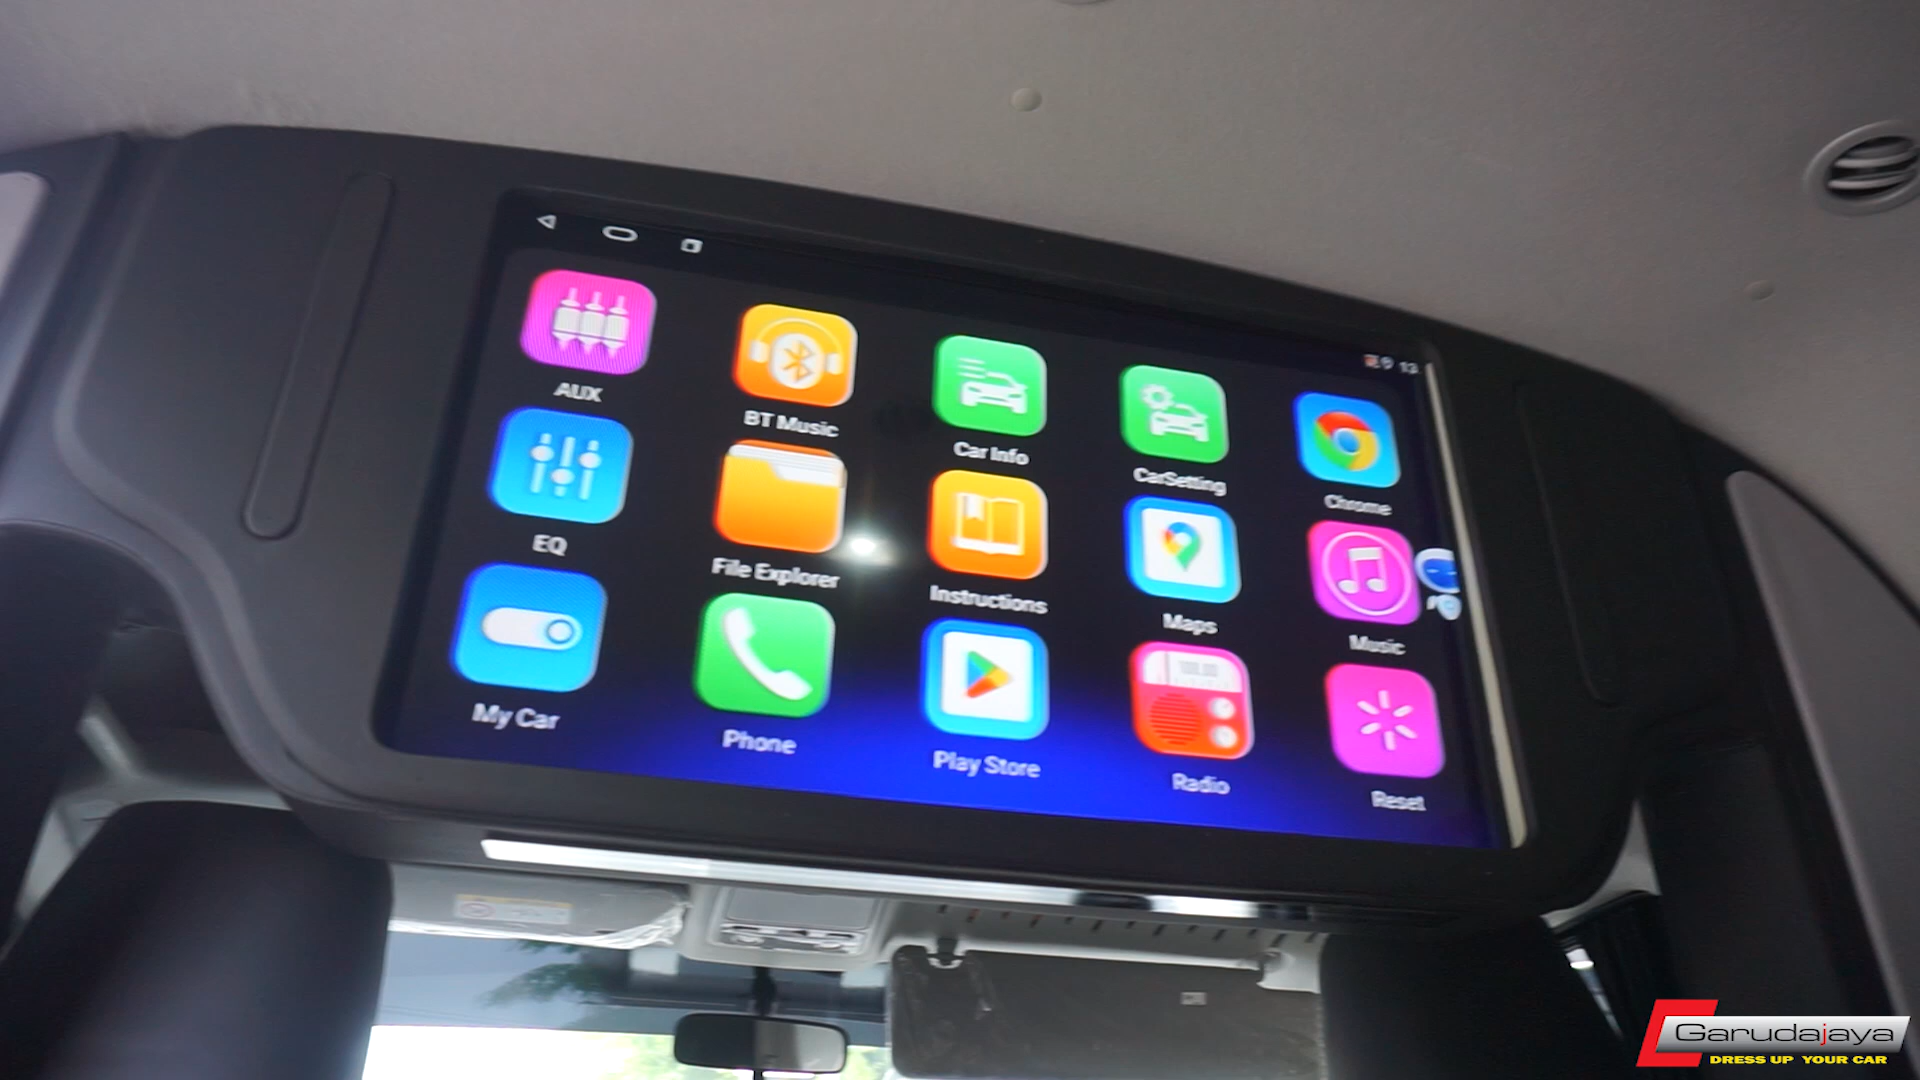 13
AUX
BT Music
Car Info
CarSetting
Chrome
EQ
File Explorer
Instructions
Maps
Music
My Car
Phone
Play Store
Radio
Reset
Garudajaya
DRESS UP YOUR CAR